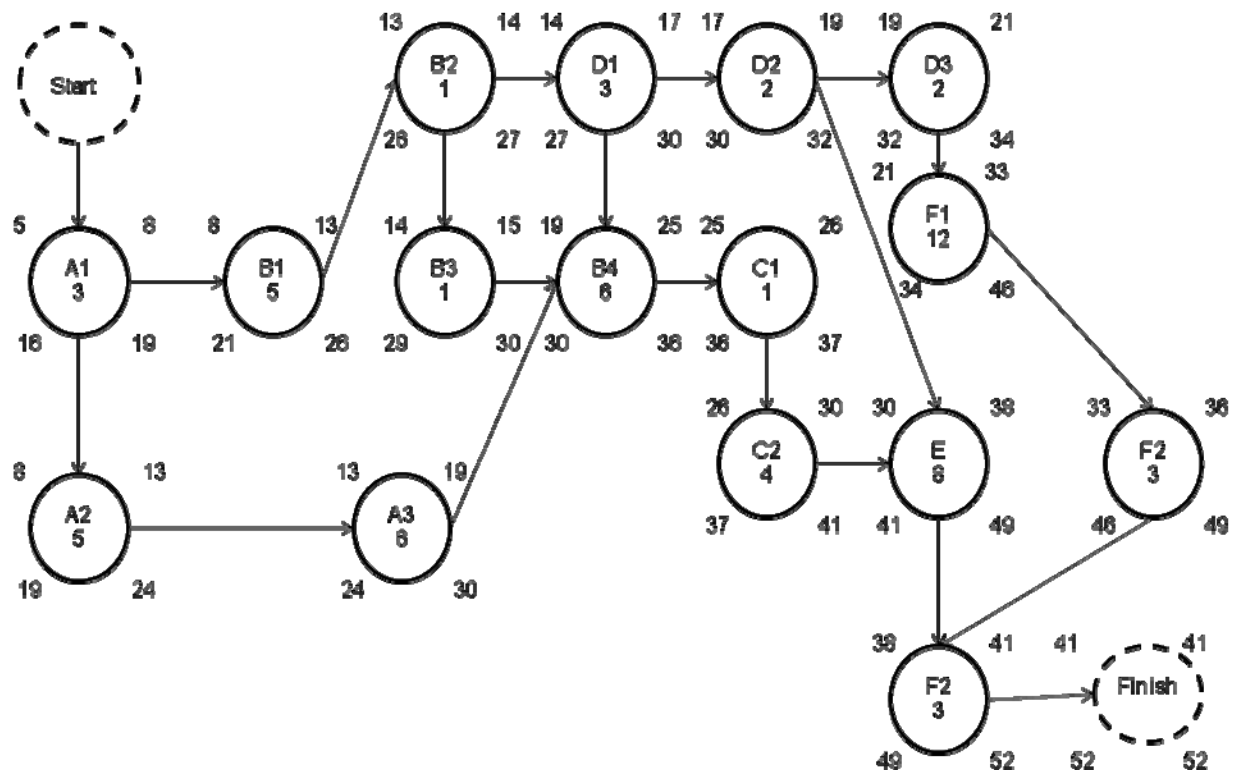 13 14 14 17 17 19 19 21
Start
B2
1
D1
3
D2
2
D3
2
26 27 27 30 30 32 32 34
21 33
5 8 8 13 14 15 19 25 25 26
F1
12
A1
3
B1
5
B3
1
B4
6
C1
1
34 46
16 19 21 26 29 30 30 36 36 37
26 30 30 38 33 36
C2
4
E
8
F2
3
8 13 13 19
A2
5
A3
6
37 41 41 49 46 49
19 24 24 30
38 41 41 41
F2
3
Finish
49 52 52 52